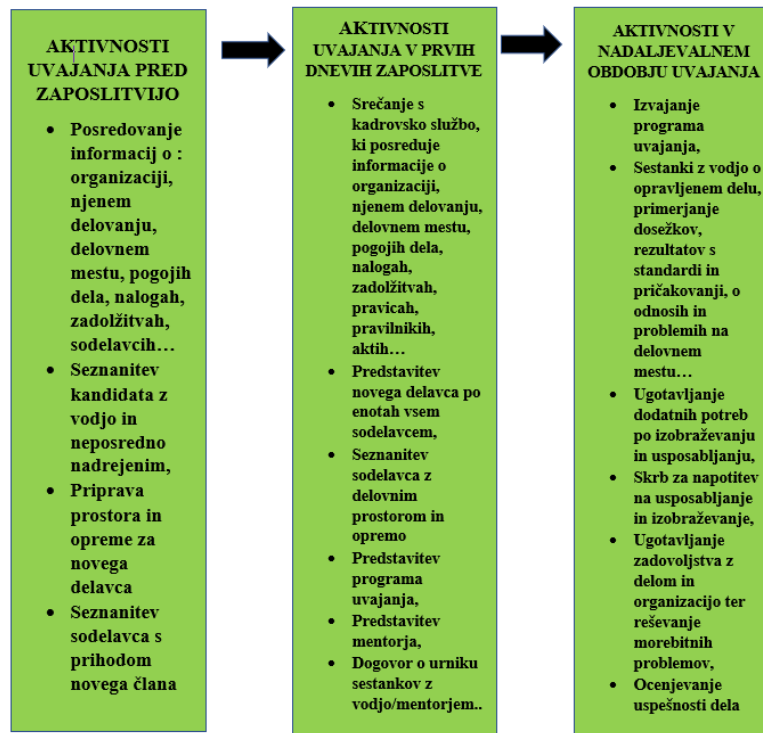 AKTIVNOSTI
UVAJANJA PRED
ZAPOSLITVIJO
• Posredovanje
informacij o :
organizaciji,
njenem
delovanju,
delovnem
mestu, pogojih
dela, nalogah,
zadolžitvah,
sodelavcih…
• Seznanitev
kandidata z
vodjo in
neposredno
nadrejenim,
• Priprava
prostora in
opreme za
novega
delavca
• Seznanitev
sodelavca s
prihodom
novega člana
AKTIVNOSTI
UVAJANJA V PRVIH
DNEVIH ZAPOSLITVE
• Srečanje s
kadrovsko službo,
ki posreduje
informacije o
organizaciji,
njenem delovanju,
delovnem mestu,
pogojih dela,
nalogah,
zadolžitvah,
pravicah,
pravilnikih,
aktih…
• Predstavitev
novega delavca po
enotah vsem
sodelavcem,
• Seznanitev
sodelavca z
delovnim
prostorom in
opremo
• Predstavitev
programa
uvajanja,
• Predstavitev
mentorja,
• Dogovor o urniku
sestankov z
vodjo/mentorjem..
AKTIVNOSTI V
NADALJEVALNEM
OBDOBJU UVAJANJA
• Izvajanje
programa
uvajanja,
• Sestanki z vodjo o
opravljenem delu,
primerjanje
dosežkov,
rezultatov s
standardi in
pričakovanji, o
odnosih in
problemih na
delovnem
mestu…
• Ugotavljanje
dodatnih potreb
po izobraževanju
in usposabljanju,
• Skrb za napotitev
na usposabljanje
in izobraževanje,
• Ugotavljanje
zadovoljstva z
delom in
organizacijo ter
reševanje
morebitnih
problemov,
• Ocenjevanje
uspešnosti dela